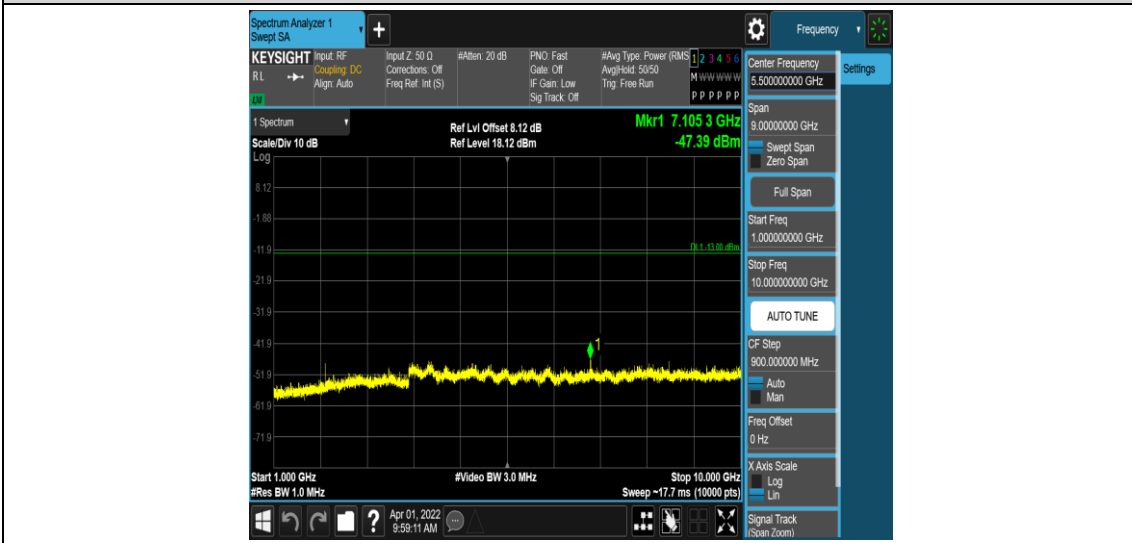 Spectrum Analyzer 1
Swept SA
+
Frequency
KEYSIGHT
RL
LXI
Input: RF
Coupling: DC
Align: Auto
Input Z: 50 Ω
Corrections: Off
Freq Ref: Int (S)
#Atten: 20 dB
PNO: Fast
Gate: Off
IF Gain: Low
Sig Track: Off
#Avg Type: Power (RMS
Avg|Hold: 50/50
Trig: Free Run
1 2 3 4 5 6
M W W W W W
P P P P P P
1 Spectrum
Scale/Div 10 dB
Log
Ref Lvl Offset 8.12 dB
Ref Level 18.12 dBm
Mkr1 7.105 3 GHz
-47.39 dBm
8.12
-1.88
-11.9
DL1 -13.00 dBm
-21.9
-31.9
-41.9
1
-51.9
-61.9
-71.9
Start 1.000 GHz
#Video BW 3.0 MHz
Stop 10.000 GHz
#Res BW 1.0 MHz
Sweep ~17.7 ms (10000 pts)
?
Apr 01, 2022
9:59:11 AM
Center Frequency
5.500000000 GHz
Settings
Span
9.00000000 GHz
Swept Span
Zero Span
Full Span
Start Freq
1.000000000 GHz
Stop Freq
10.000000000 GHz
AUTO TUNE
CF Step
900.000000 MHz
Auto
Man
Freq Offset
0 Hz
X Axis Scale
Log
Lin
Signal Track
(Span Zoom)